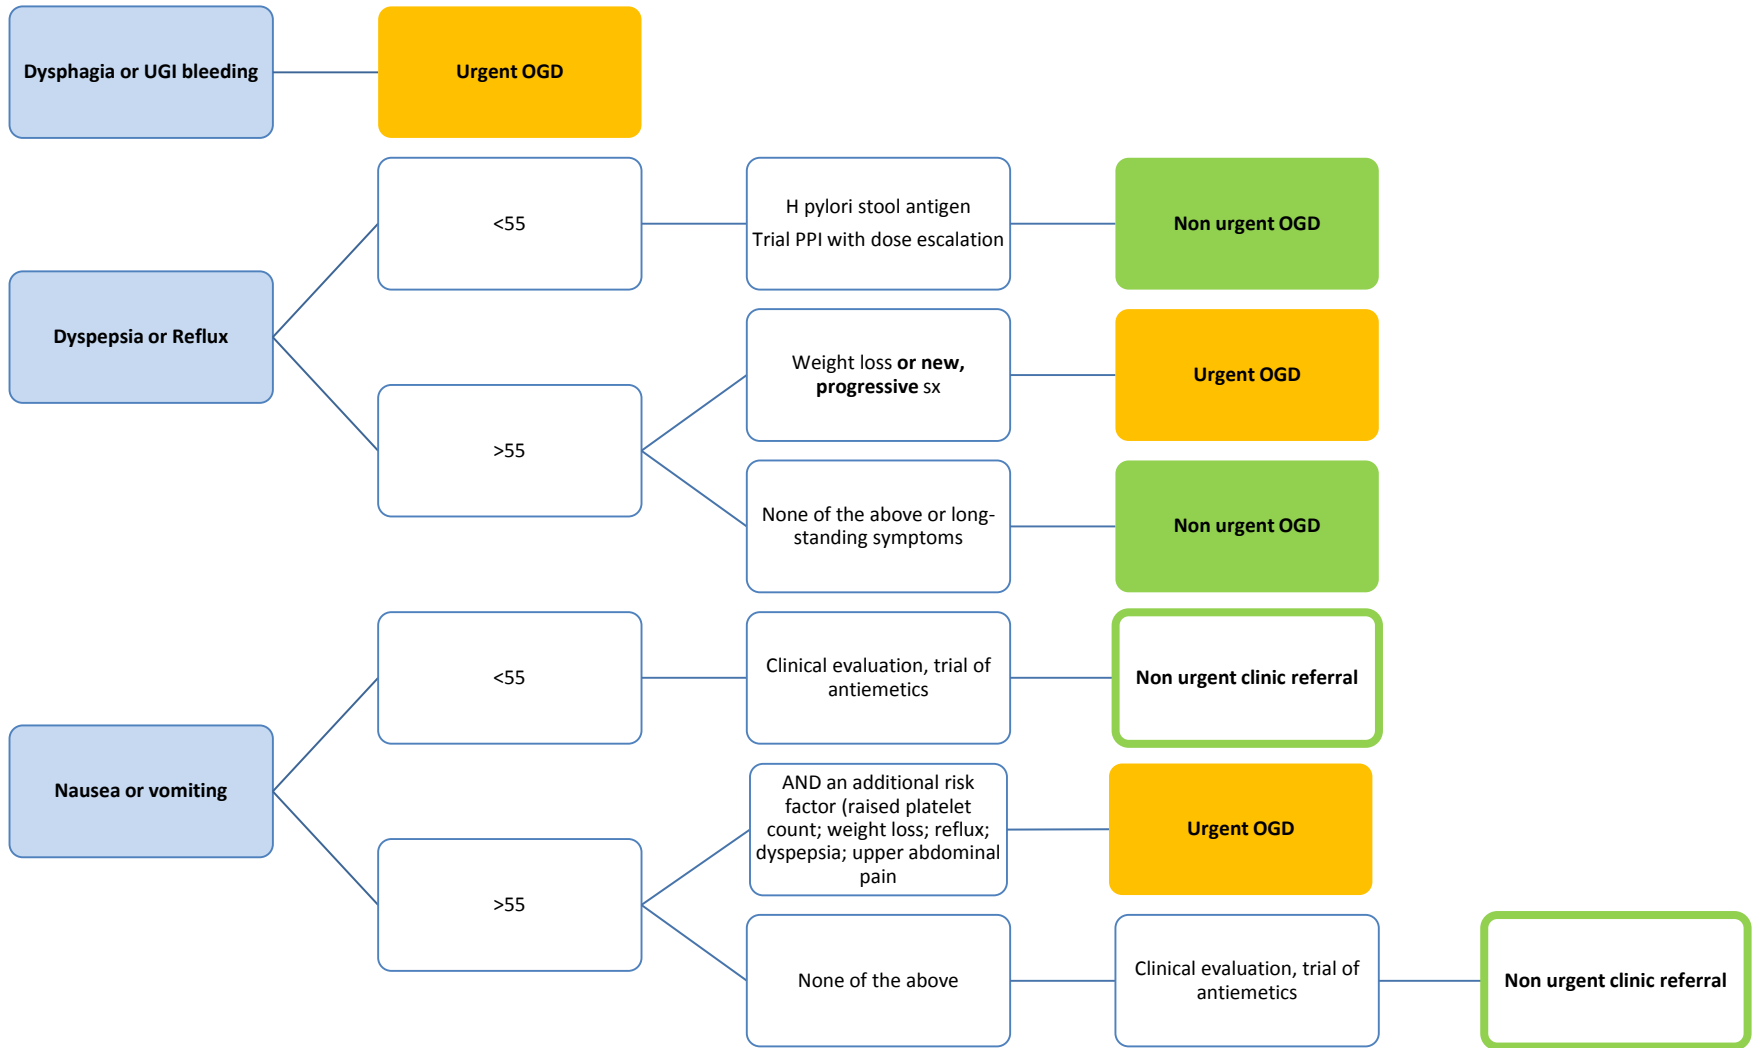 Dysphagia or UGI bleeding
Urgent OGD
Dyspepsia or Reflux
<55
H pylori stool antigen
Trial PPI with dose escalation
Non urgent OGD
>55
Weight loss or new,
progressive sx
Urgent OGD
None of the above or long-
standing symptoms
Non urgent OGD
Nausea or vomiting
<55
Clinical evaluation, trial of
antiemetics
Non urgent clinic referral
>55
AND an additional risk
factor (raised platelet
count; weight loss; reflux;
dyspepsia; upper abdominal
pain
Urgent OGD
None of the above
Clinical evaluation, trial of
antiemetics
Non urgent clinic referral